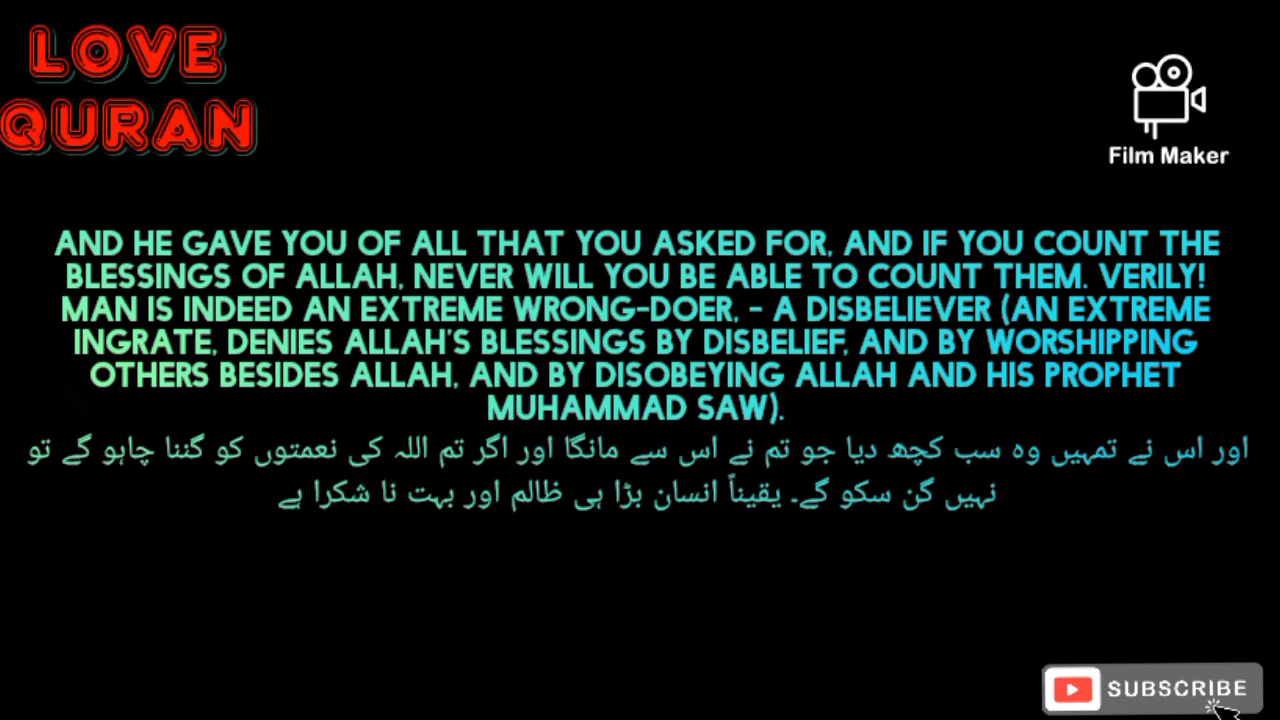 LOVE
QURAN
Film Maker
AND HE GAVE YOU OF ALL THAT YOU ASKED FOR, AND IF YOU COUNT THE
BLESSINGS OF ALLAH, NEVER WILL YOU BE ABLE TO COUNT THEM. VERILY!
MAN IS INDEED AN EXTREME WRONG-DOER, - A DISBELIEVER (AN EXTREME
INGRATE, DENIES ALLAH'S BLESSINGS BY DISBELIEF, AND BY WORSHIPPING
OTHERS BESIDES ALLAH, AND BY DISOBEYING ALLAH AND HIS PROPHET
MUHAMMAD SAW).
اور اس نے تمہیں وہ سب کچھ دیا جو تم نے اس سے مانگا اور اگر تم اللہ کی نعمتوں کو گننا چاہو گے تو
نہیں گن سکو گے۔ یقیناً انسان بڑا ہی ظالم اور بہت نا شکرا ہے
SUBSCRIBE